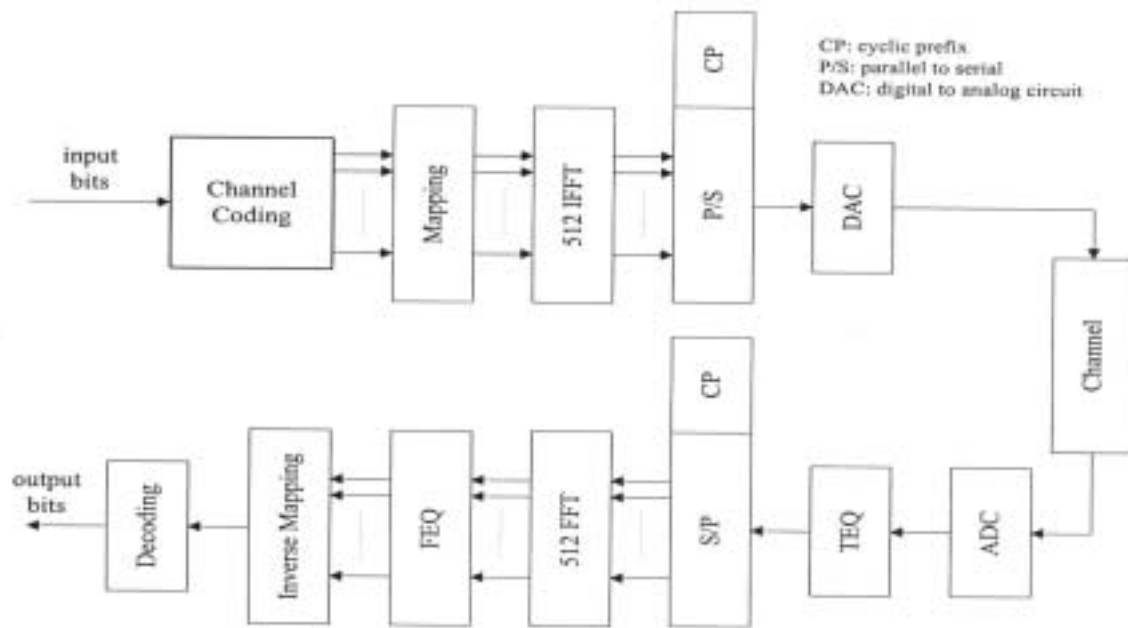 CP: cyclic prefix
P/S: parallel to serial
DAC: digital to analog circuit
input
bits
Channel
Coding
Mapping
512 IFFT
CP
P/S
DAC
Channel
output
bits
Decoding
Inverse Mapping
FEQ
512 FFT
CP
S/P
TEQ
ADC